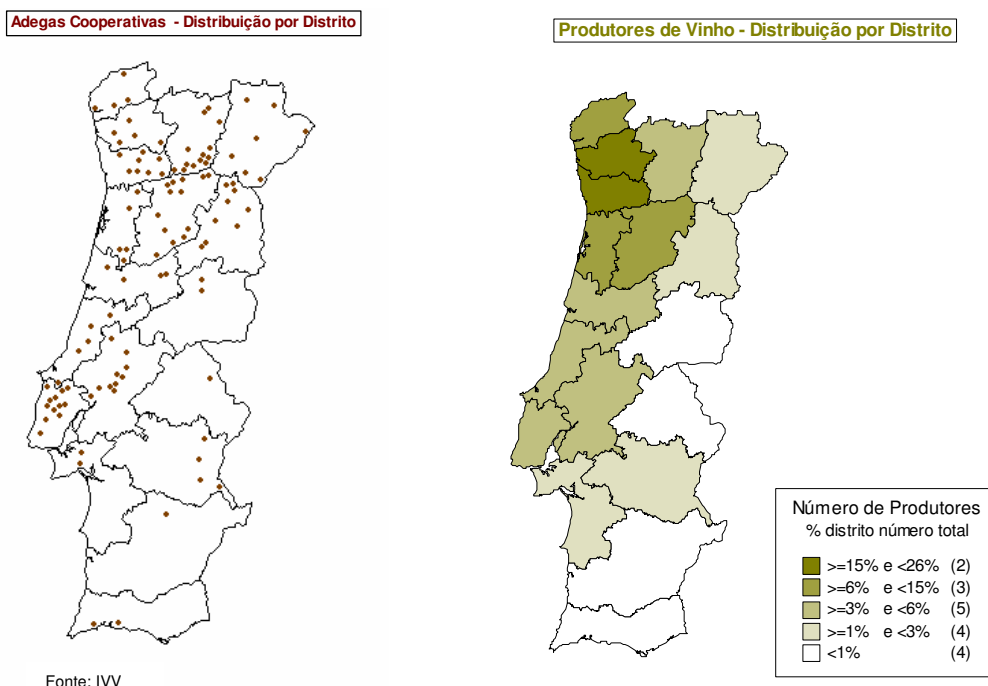 Adegas Cooperativas - Distribuição por Distrito
Produtores de Vinho - Distribuição por Distrito
Número de Produtores
% distrito número total
>=15% e <26% (2)
>=6% e <15% (3)
>=3% e <6% (5)
>=1% e <3% (4)
<1% (4)
Fonte: IVV